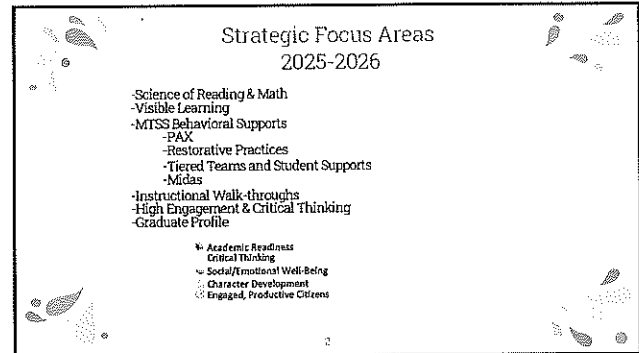 Strategic Focus Areas
2025-2026
-Science of Reading & Math
-Visible Learning
-MTSS Behavioral Supports
-PAX
-Restorative Practices
-Tiered Teams and Student Supports
-Midas
-Instructional Walk-throughs
-High Engagement & Critical Thinking
-Graduate Profile
Academic Readiness
Critical Thinking
Social/Emotional Well-Being
Character Development
Engaged, Productive Citizens
2